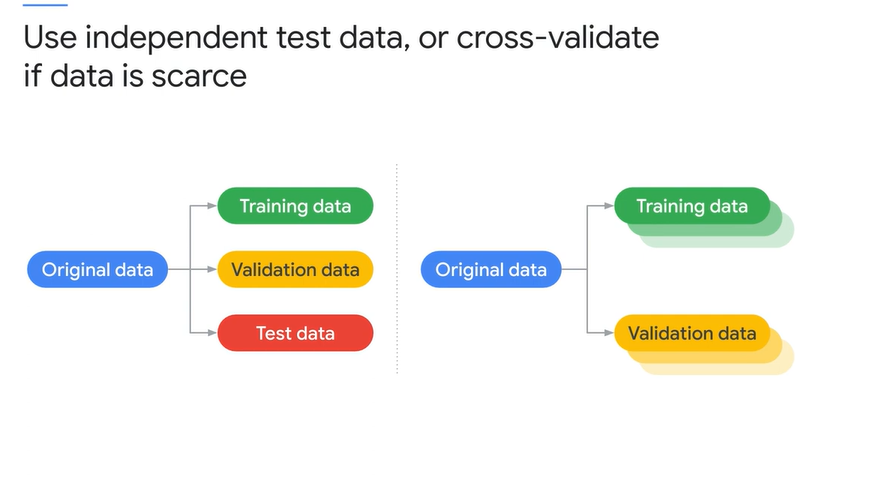 Use independent test data, or cross-validate
if data is scarce
Training data
Original data
Validation data
Test data
Training data
Original data
Validation data